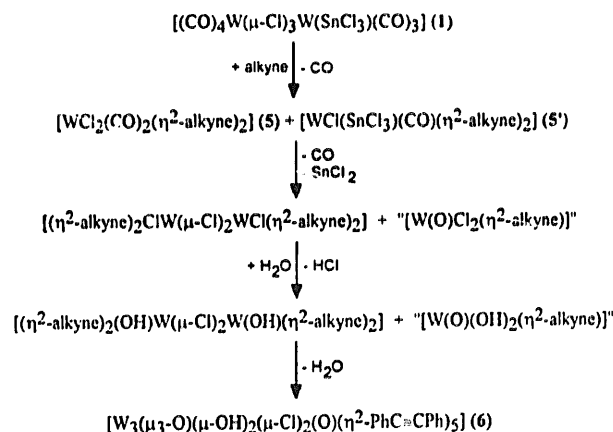 [(CO)₄W(μ-Cl)₃W(SnCl₃)(CO)₃] (1)
+ alkyne - CO
[WCl₂(CO)₂(η²-alkyne)₂] (5) + [WCl(SnCl₃)(CO)(η²-alkyne)₂] (5')
- CO
- SnCl₂
[(η²-alkyne)₂ClW(μ-Cl)₂WCl(η²-alkyne)₂] + "[W(O)Cl₂(η²-alkyne)]"
+ H₂O - HCl
[(η²-alkyne)₂(OH)W(μ-Cl)₂W(OH)(η²-alkyne)₂] + "[W(O)(OH)₂(η²-alkyne)]"
- H₂O
[W₃(μ₃-O)(μ-OH)₂(μ-Cl)₂(O)(η²-PhC≡CPh)₅] (6)